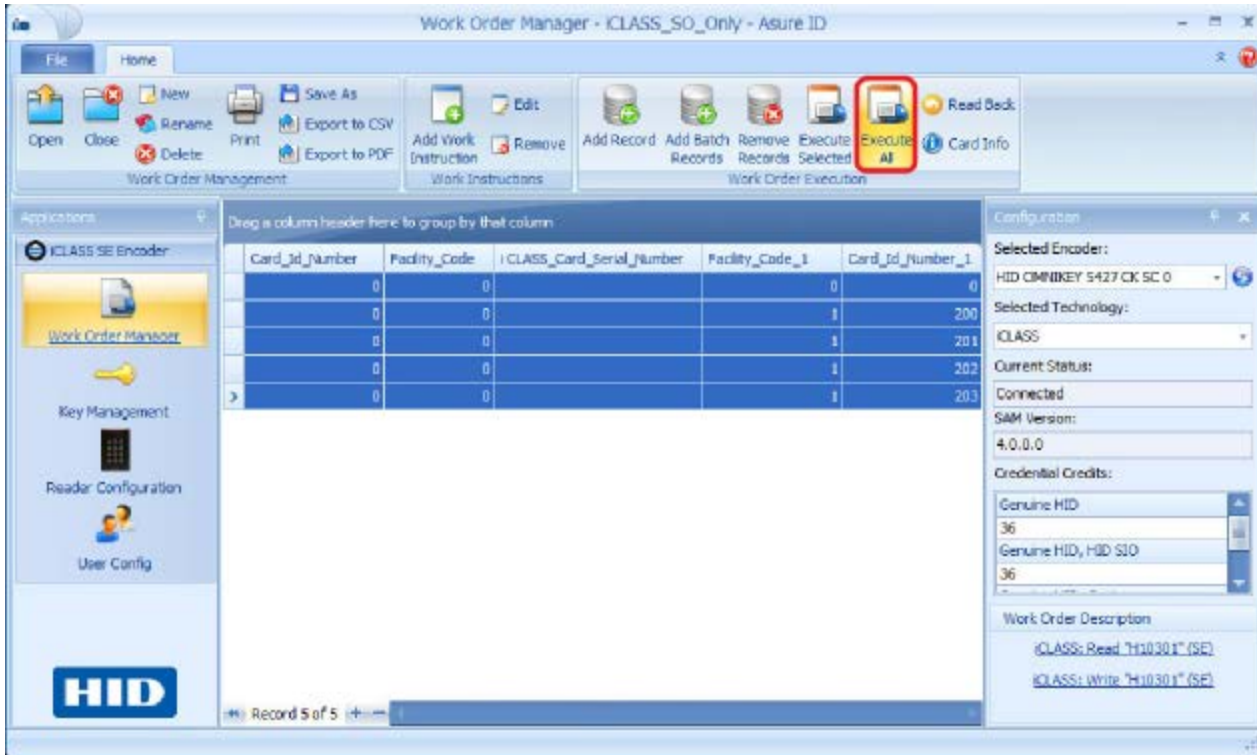 Work Order Manager - iCLASS_SO_Only - Asure ID
File
Home
Open
Close
New
Rename
Delete
Print
Save As
Export to CSV
Export to PDF
Work Order Management
Add Work
Instruction
Edit
Remove
Work Instructions
Add Record
Add Batch
Records
Remove
Records
Execute
Selected
Execute
All
Read Back
Card Info
Work Order Execution
Applications
iCLASS SE Encoder
Work Order Manager
Key Management
Reader Configuration
User Config
HID
Drag a column header here to group by that column
Card_Id_Number Facility_Code iCLASS_Card_Serial_Number Facility_Code_1 Card_Id_Number_1
0 0 0 0
0 0 1 200
0 0 1 201
0 0 1 202
0 0 1 203
Record 5 of 5
Configuration
Selected Encoder:
HID OMNIKEY 5427 CK SC 0
Selected Technology:
iCLASS
Current Status:
Connected
SAM Version:
4.0.0.0
Credential Credits:
Genuine HID
36
Genuine HID, HID SIO
36
Work Order Description
iCLASS: Read "H10301" (SE)
iCLASS: Write "H10301" (SE)